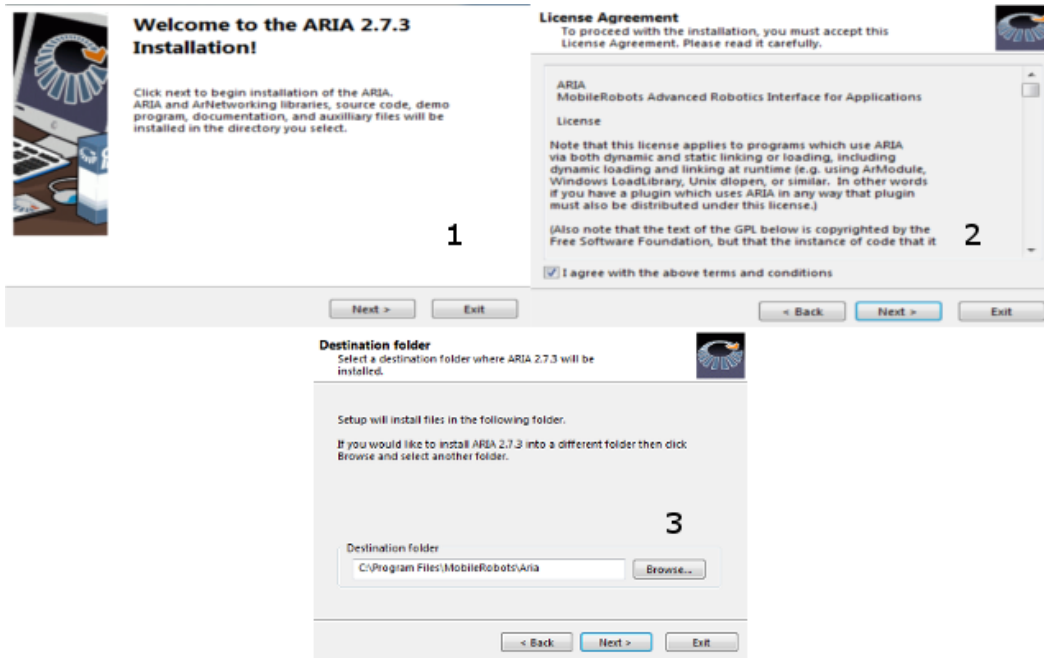 Welcome to the ARIA 2.7.3
Installation!
Click next to begin installation of the ARIA.
ARIA and ArNetworking libraries, source code, demo
program, documentation, and auxilliary files will be
installed in the directory you select.
1
Next >
Exit
License Agreement
To proceed with the installation, you must accept this
License Agreement. Please read it carefully.
ARIA
MobileRobots Advanced Robotics Interface for Applications
License
Note that this license applies to programs which use ARIA
via both dynamic and static linking or loading, including
dynamic loading and linking at runtime (e.g. using ArModule,
Windows LoadLibrary, Unix dlopen, or similar. In other words
if you have a plugin which uses ARIA in any way that plugin
must also be distributed under this license.)
(Also note that the text of the GPL below is copyrighted by the
Free Software Foundation, but that the instance of code that it
2
I agree with the above terms and conditions
< Back
Next >
Exit
Destination folder
Select a destination folder where ARIA 2.7.3 will be
installed.
Setup will install files in the following folder.
If you would like to install ARIA 2.7.3 into a different folder then click
Browse and select another folder.
3
Destination folder
C:\Program Files\MobileRobots\Aria
Browse...
< Back
Next >
Exit